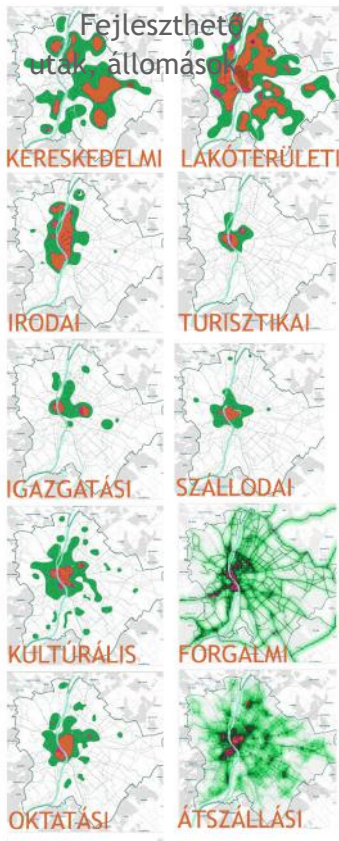 Fejleszthető
utak, állomások
KERESKEDELMI
LAKÓTERÜLETI
IRODAI
TURISZTIKAI
IGAZGATÁSI
SZÁLLODAI
KULTURÁLIS
FORGALMI
OKTATÁSI
ÁTSZÁLLÁSI